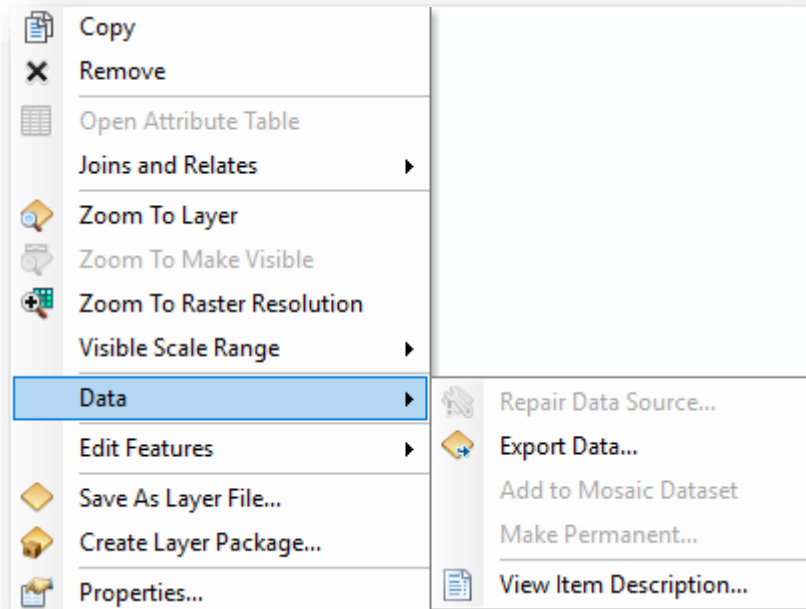 Copy
Remove
Open Attribute Table
Joins and Relates
Zoom To Layer
Zoom To Make Visible
Zoom To Raster Resolution
Visible Scale Range
Data
Edit Features
Save As Layer File...
Create Layer Package...
Properties...
Repair Data Source...
Export Data...
Add to Mosaic Dataset
Make Permanent...
View Item Description...